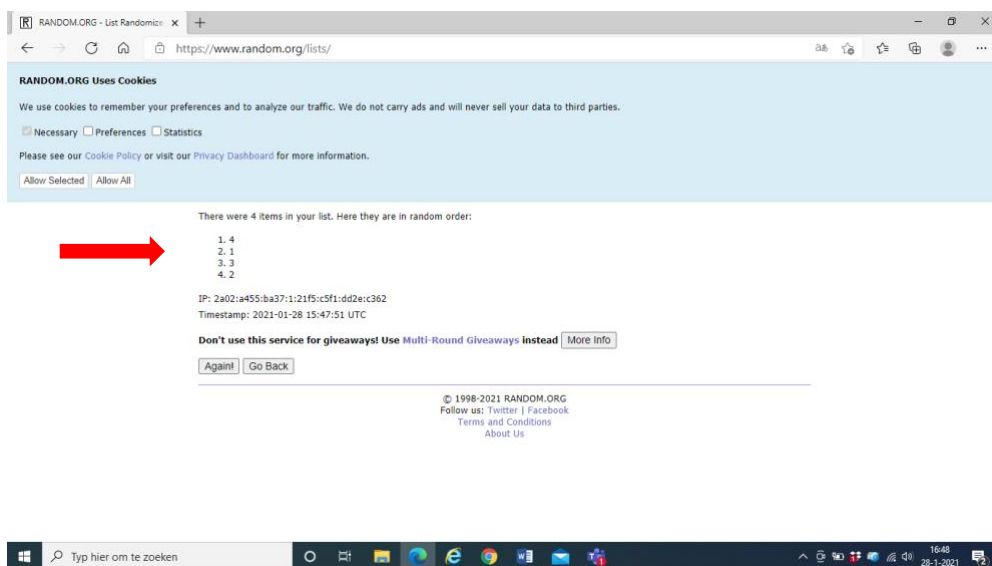 RANDOM.ORG - List Randomize
https://www.random.org/lists/
RANDOM.ORG Uses Cookies
We use cookies to remember your preferences and to analyze our traffic. We do not carry ads and will never sell your data to third parties.
Necessary Preferences Statistics
Please see our Cookie Policy or visit our Privacy Dashboard for more information.
Allow Selected Allow All
There were 4 items in your list. Here they are in random order:
1. 4
2. 1
3. 3
4. 2
IP: 2a02:a455:ba37:1:21f5:c5f1:dd2e:c362
Timestamp: 2021-01-28 15:47:51 UTC
Don't use this service for giveaways! Use Multi-Round Giveaways instead More Info
Again! Go Back
© 1998-2021 RANDOM.ORG
Follow us: Twitter | Facebook
Terms and Conditions
About Us
Typ hier om te zoeken
16:48
28-1-2021